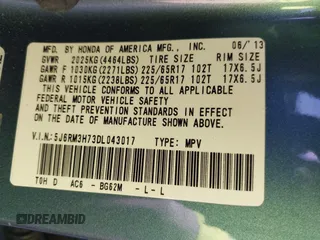 MFD. BY HONDA OF AMERICA MFG., INC. 06/'13
GVWR 2025KG(4464LBS) TIRE SIZE RIM SIZE
GAWR F 1030KG(2271LBS) 225/65R17 102T 17X6.5J
GAWR R 1015KG(2238LBS) 225/65R17 102T 17X6.5J
THIS VEHICLE CONFORMS TO ALL APPLICABLE
FEDERAL MOTOR VEHICLE SAFETY
AND THEFT PREVENTION STANDARDS IN EFFECT
ON THE DATE OF MANUFACTURE SHOWN ABOVE.
V.I.N.: 5J6RM3H73DL043017 TYPE: MPV
T0H D AC6 - BG62M - L - L
DREAMBID